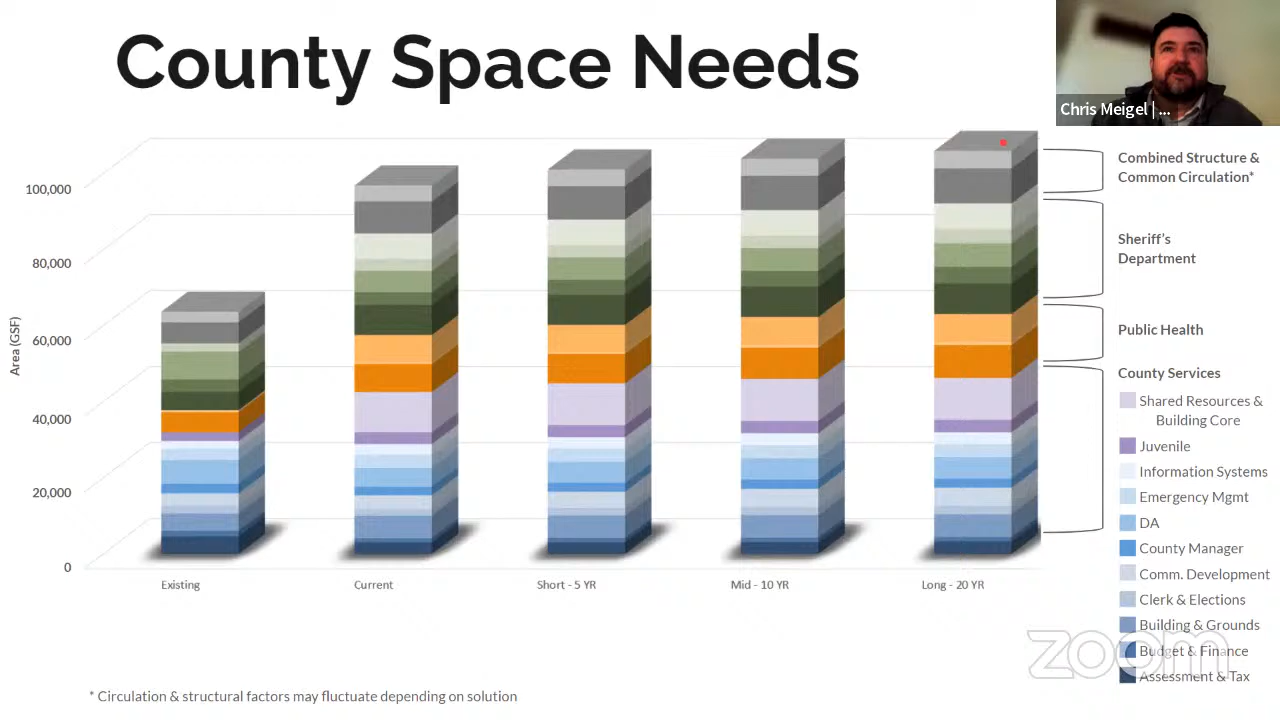 County Space Needs
Chris Meigel | ...
100,000
80,000
60,000
40,000
20,000
0
Area (GSF)
Existing
Current
Short - 5 YR
Mid - 10 YR
Long - 20 YR
Combined Structure &
Common Circulation*
Sheriff's
Department
Public Health
County Services
Shared Resources &
Building Core
Juvenile
Information Systems
Emergency Mgmt
DA
County Manager
Comm. Development
Clerk & Elections
Building & Grounds
Budget & Finance
Assessment & Tax
zoom
* Circulation & structural factors may fluctuate depending on solution